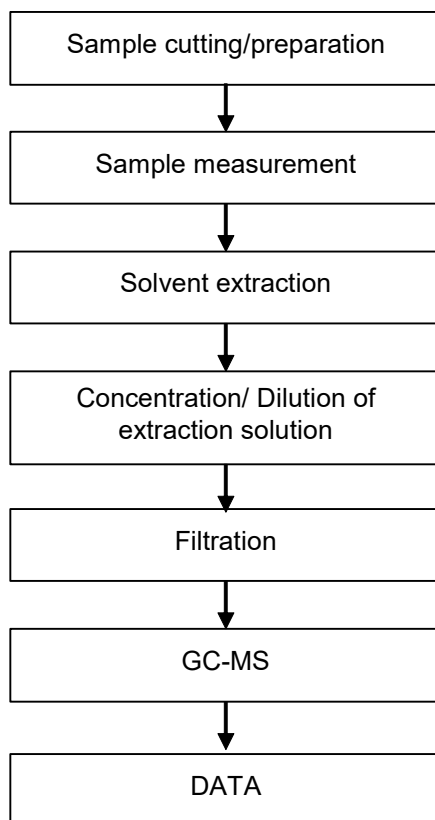 Sample cutting/preparation
Sample measurement
Solvent extraction
Concentration/ Dilution of
extraction solution
Filtration
GC-MS
DATA